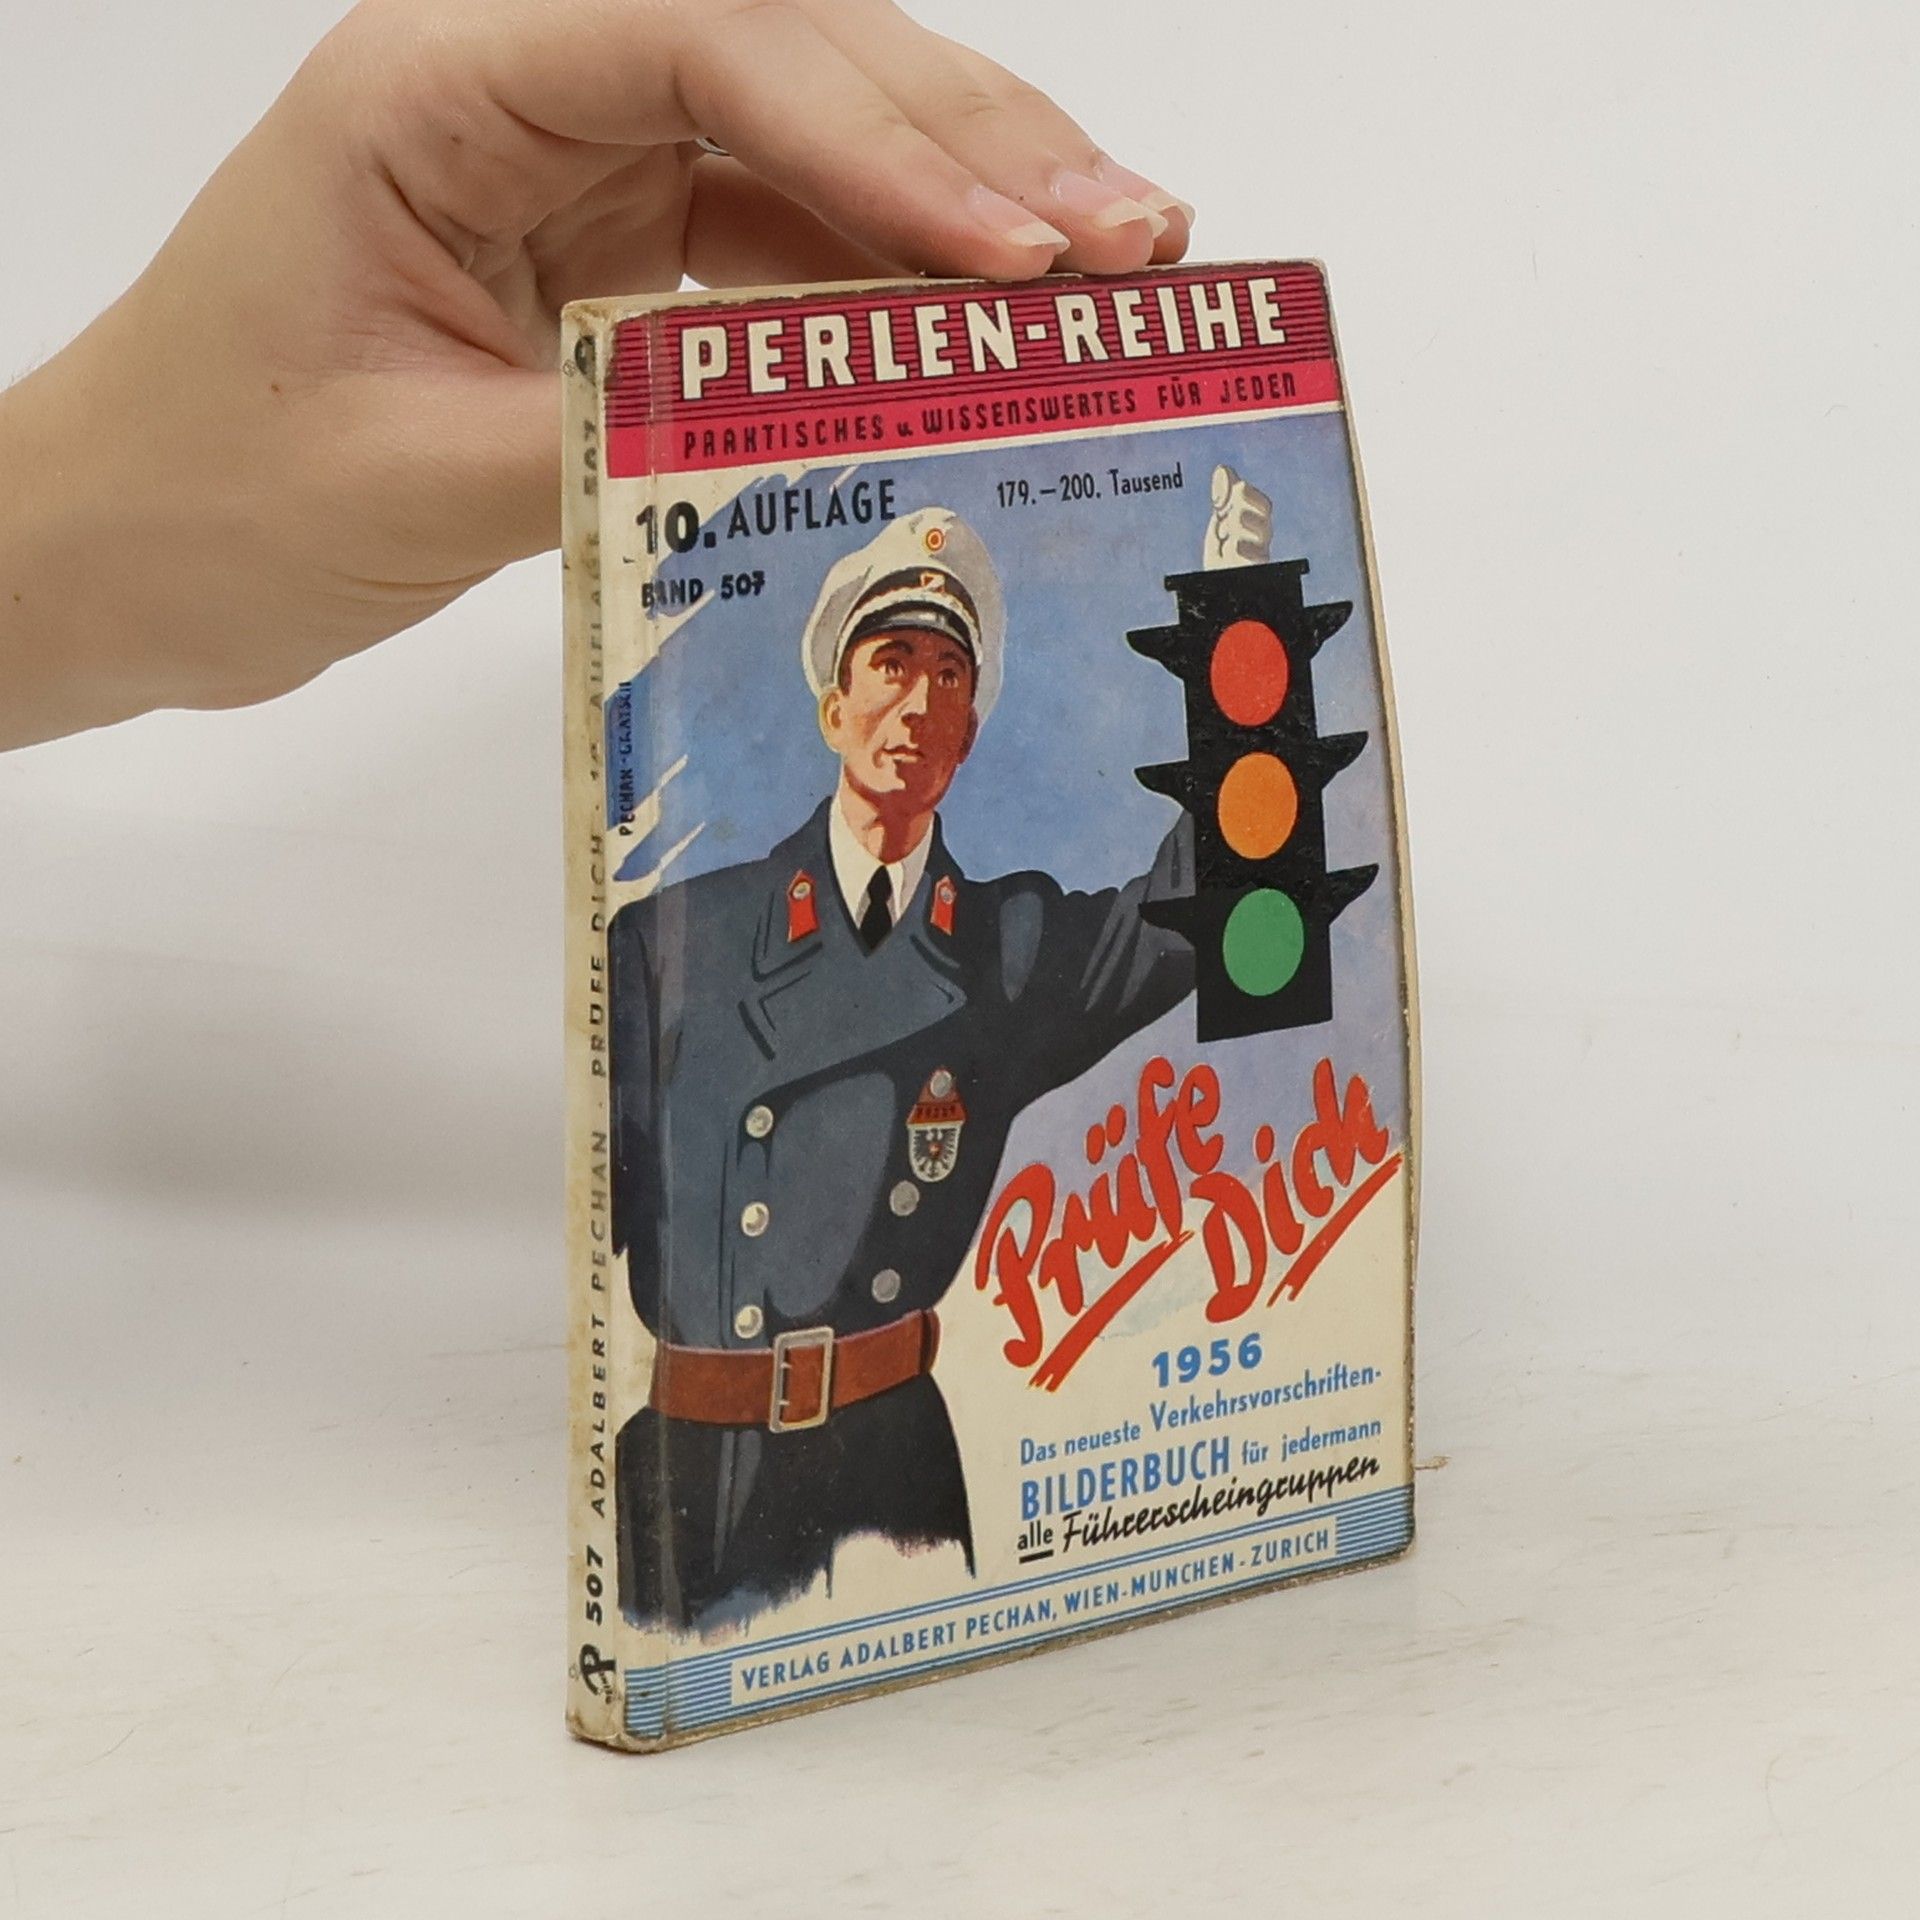 PERLEN-REIHE
PRAKTISCHES u. WISSENSWERTES FÜR JEDEN
10. AUFLAGE
179.–200. Tausend
BAND 507
Prüfe
Dich
1956
Das neueste Verkehrsvorschriften-
BILDERBUCH für jedermann
alle Führerscheingruppen
VERLAG ADALBERT PECHAN, WIEN-MÜNCHEN-ZÜRICH
507 ADALBERT PECHAN · PRÜFE DICH · 10. AUFLAGE 507